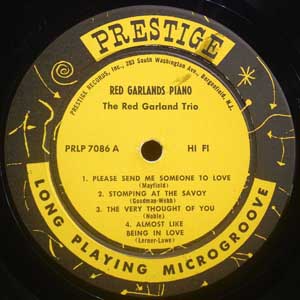 PRESTIGE
PRESTIGE RECORDS, Inc., 203 South Washington Ave., Bergenfield, N.J.
RED GARLANDS PIANO
The Red Garland Trio
PRLP 7086 A HI FI
1. PLEASE SEND ME SOMEONE TO LOVE
(Mayfield)
2. STOMPING AT THE SAVOY
(Goodman-Webb)
3. THE VERY THOUGHT OF YOU
(Noble)
4. ALMOST LIKE
BEING IN LOVE
(Lerner-Lowe)
LONG PLAYING MICROGROOVE